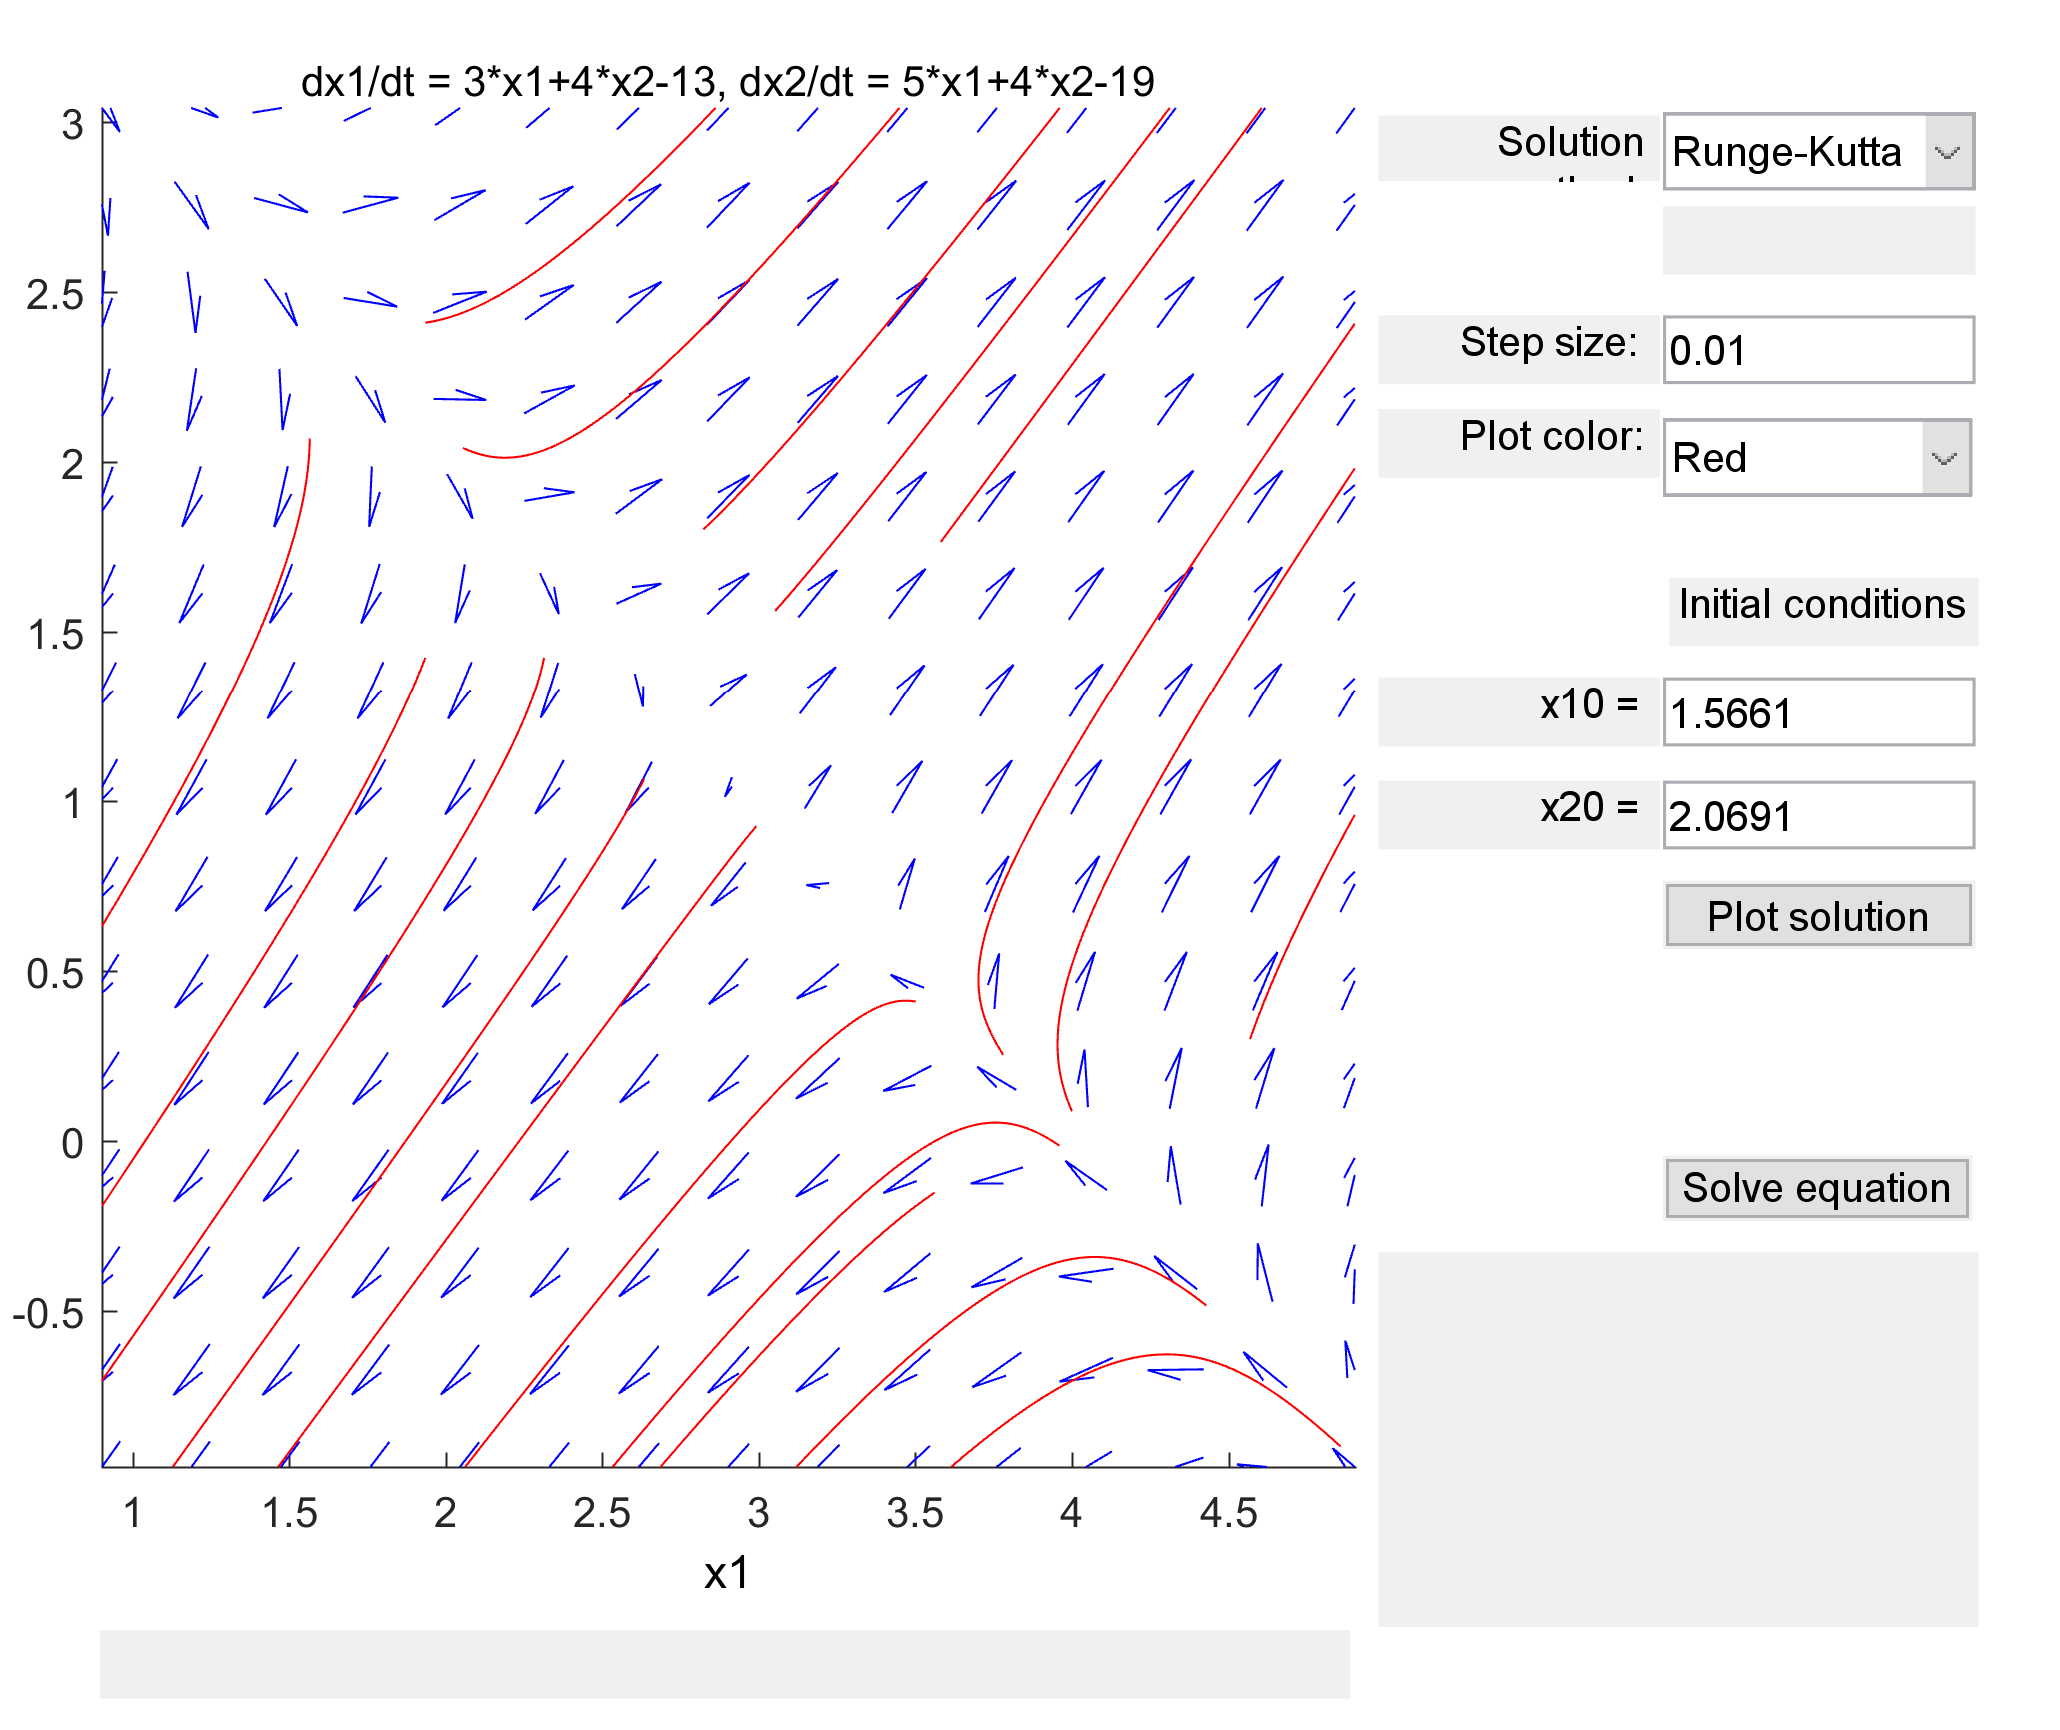 dx1/dt = 3*x1+4*x2-13, dx2/dt = 5*x1+4*x2-19
3
2.5
2
1.5
1
0.5
0
-0.5
1 1.5 2 2.5 3 3.5 4 4.5
x1
Solution
Runge-Kutta
Step size:
0.01
Plot color:
Red
Initial conditions
x10 =
1.5661
x20 =
2.0691
Plot solution
Solve equation